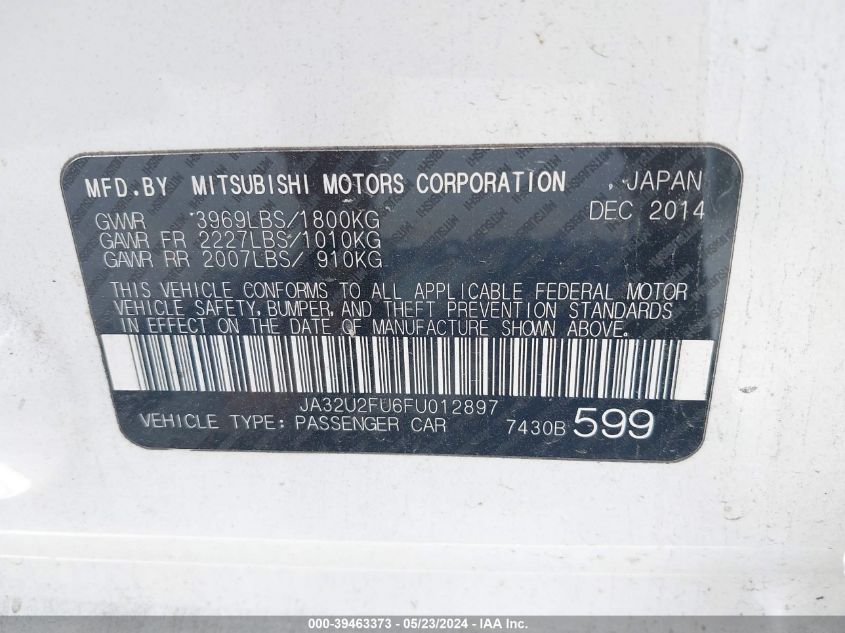 MFD.BY MITSUBISHI MOTORS CORPORATION , JAPAN
DEC 2014
GVWR 3969LBS/1800KG
GAWR FR 2227LBS/1010KG
GAWR RR 2007LBS/ 910KG
THIS VEHICLE CONFORMS TO ALL APPLICABLE FEDERAL MOTOR
VEHICLE SAFETY, BUMPER, AND THEFT PREVENTION STANDARDS
IN EFFECT ON THE DATE OF MANUFACTURE SHOWN ABOVE.
JA32U2FU6FU012897
VEHICLE TYPE: PASSENGER CAR 7430B 599
000-39463373 - 05/23/2024 - IAA Inc.